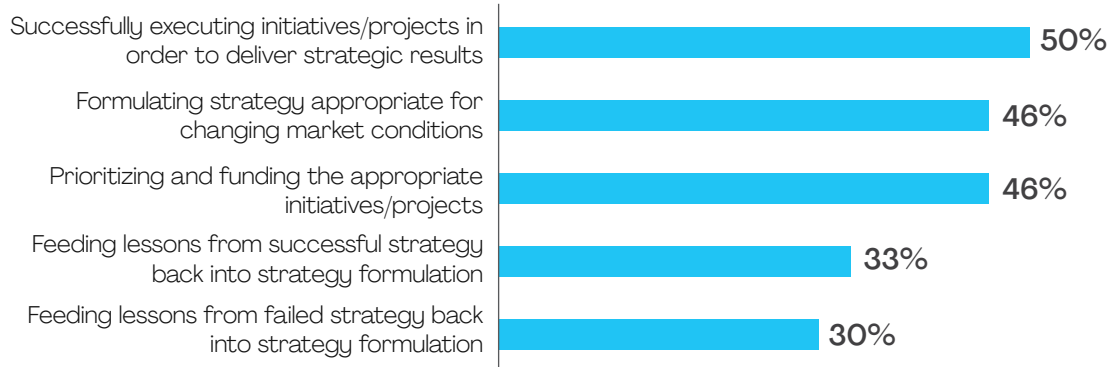 Successfully executing initiatives/projects in
order to deliver strategic results
50%
Formulating strategy appropriate for
changing market conditions
46%
Prioritizing and funding the appropriate
initiatives/projects
46%
Feeding lessons from successful strategy
back into strategy formulation
33%
Feeding lessons from failed strategy back
into strategy formulation
30%